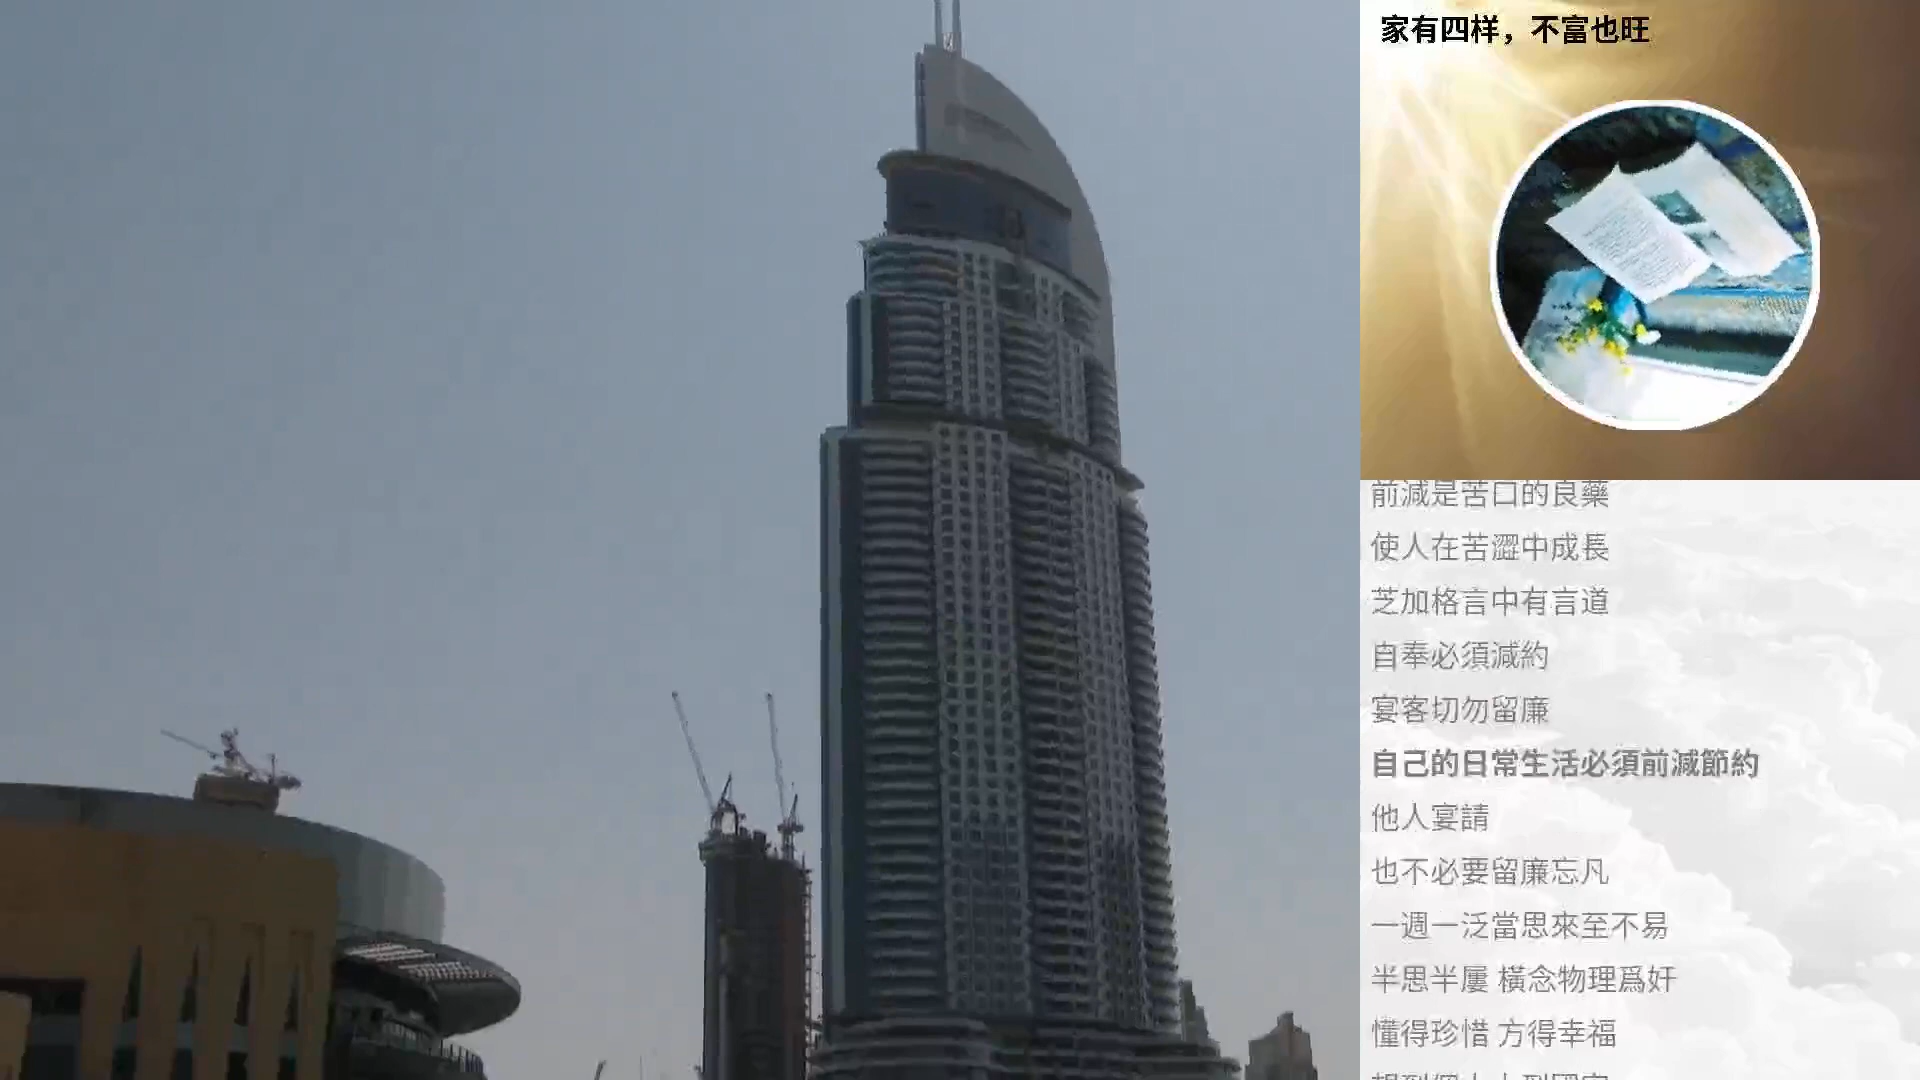 家有四样，不富也旺
前減是苦口的良藥
使人在苦澀中成長
芝加格言中有言道
自奉必須減約
宴客切勿留廉
自己的日常生活必須前減節約
他人宴請
也不必要留廉忘凡
一週一泛當思來至不易
半思半屢 橫念物理爲奸
懂得珍惜 方得幸福